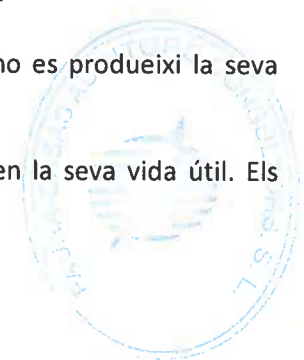 no es produeixi la seva
en la seva vida útil. Els
S. L.